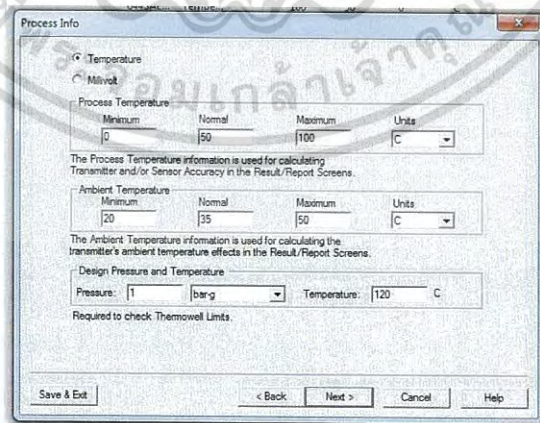 Process Info
Temperature
Millivolt
Process Temperature
Minimum Normal Maximum Units
0 50 100 C
The Process Temperature information is used for calculating
Transmitter and/or Sensor Accuracy in the Result/Report Screens.
Ambient Temperature
Minimum Normal Maximum Units
20 35 50 C
The Ambient Temperature information is used for calculating the
transmitter's ambient temperature effects in the Result/Report Screens.
Design Pressure and Temperature
Pressure: 1 bar-g Temperature: 120 C
Required to check Thermowell Limits.
Save & Exit < Back Next > Cancel Help